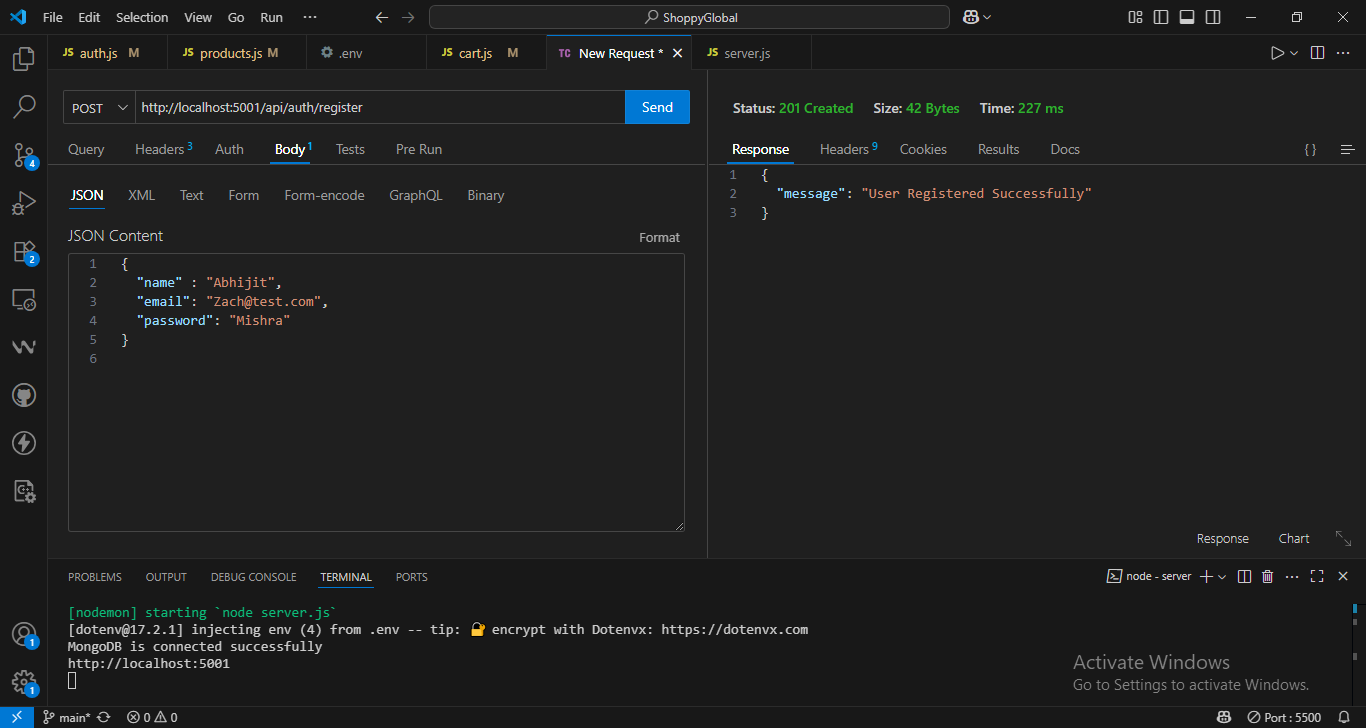 File Edit Selection View Go Run ··· ShoppyGlobal
JS auth.js M JS products.js M .env JS cart.js M TC New Request * JS server.js
POST http://localhost:5001/api/auth/register Send
Status: 201 Created Size: 42 Bytes Time: 227 ms
Query Headers 3 Auth Body 1 Tests Pre Run
Response Headers 9 Cookies Results Docs { }
JSON XML Text Form Form-encode GraphQL Binary
JSON Content Format
1 {
2 "name" : "Abhijit",
3 "email": "Zach@test.com",
4 "password": "Mishra"
5 }
6
1 {
2 "message": "User Registered Successfully"
3 }
Response Chart
4
2
1
1
PROBLEMS OUTPUT DEBUG CONSOLE TERMINAL PORTS node - server
[nodemon] starting `node server.js`
[dotenv@17.2.1] injecting env (4) from .env -- tip: 🔐 encrypt with Dotenvx: https://dotenvx.com
MongoDB is connected successfully
http://localhost:5001
Activate Windows
Go to Settings to activate Windows.
main* 0 0 Port : 5500